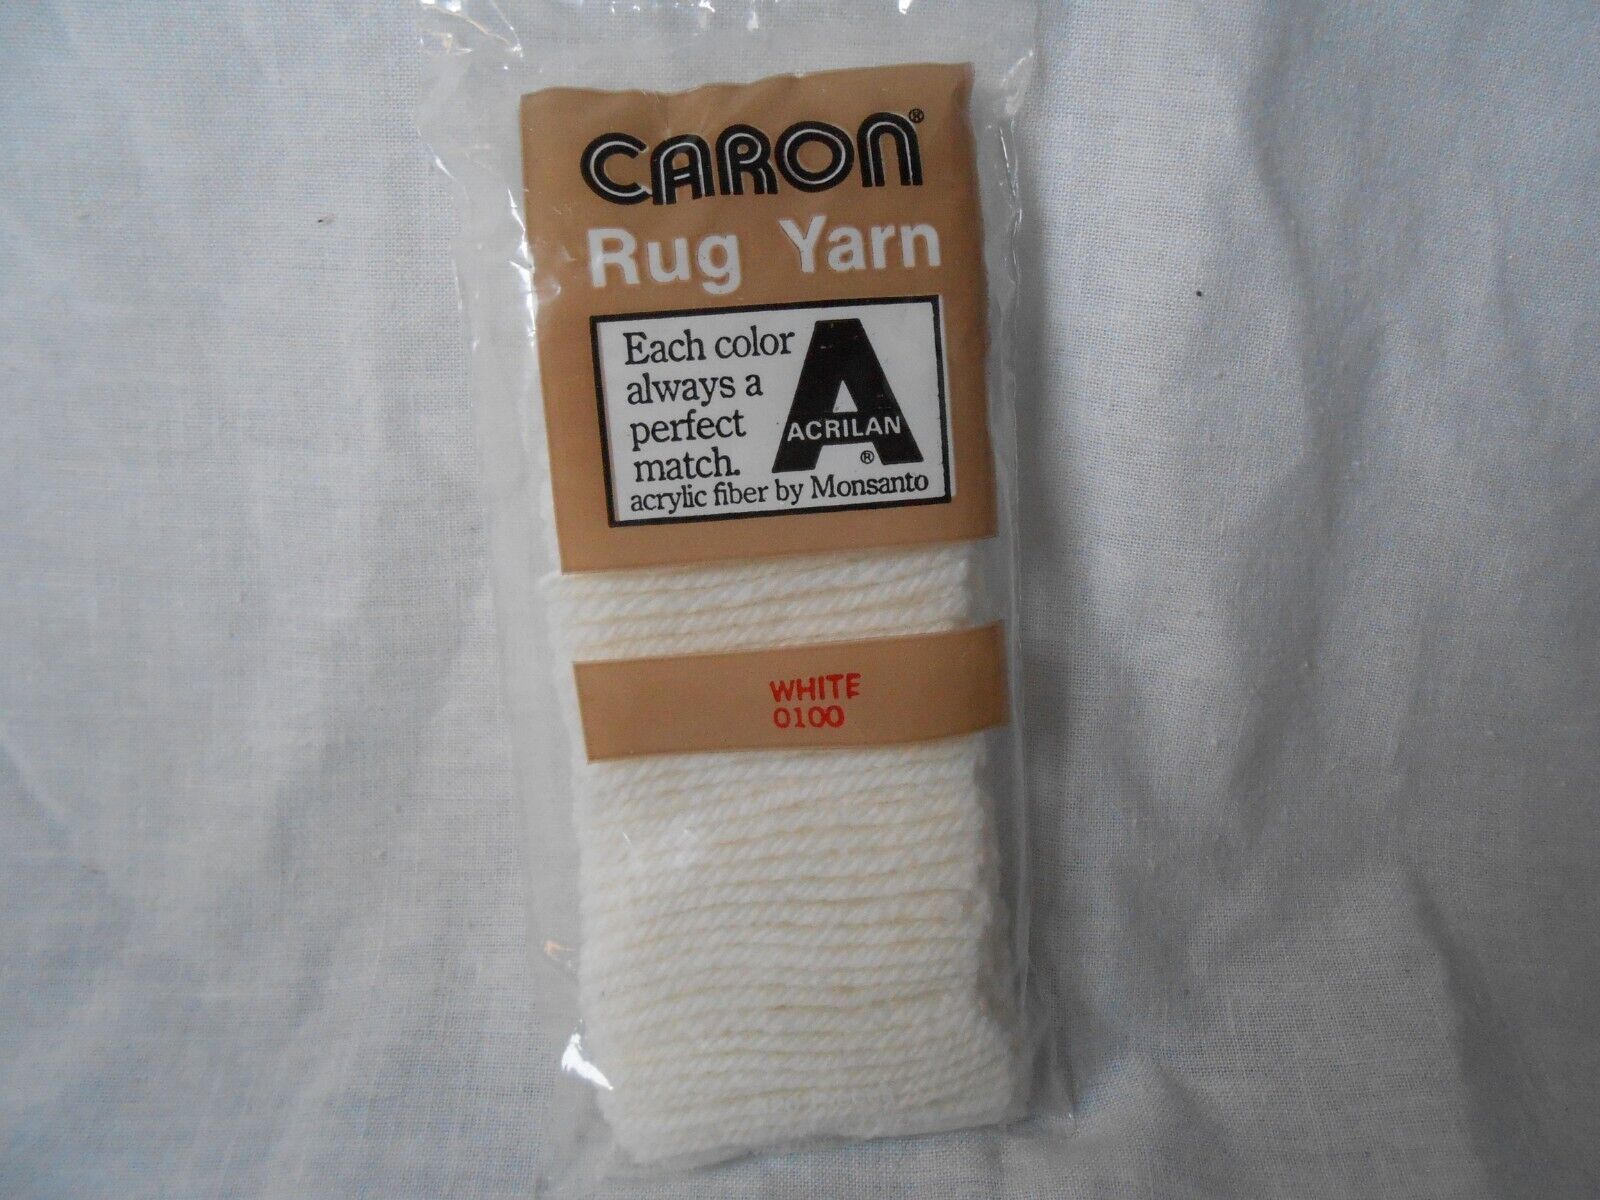 CARON®
Rug Yarn
Each color
always a
perfect
match.
ACRILAN
®
acrylic fiber by Monsanto
WHITE
0100